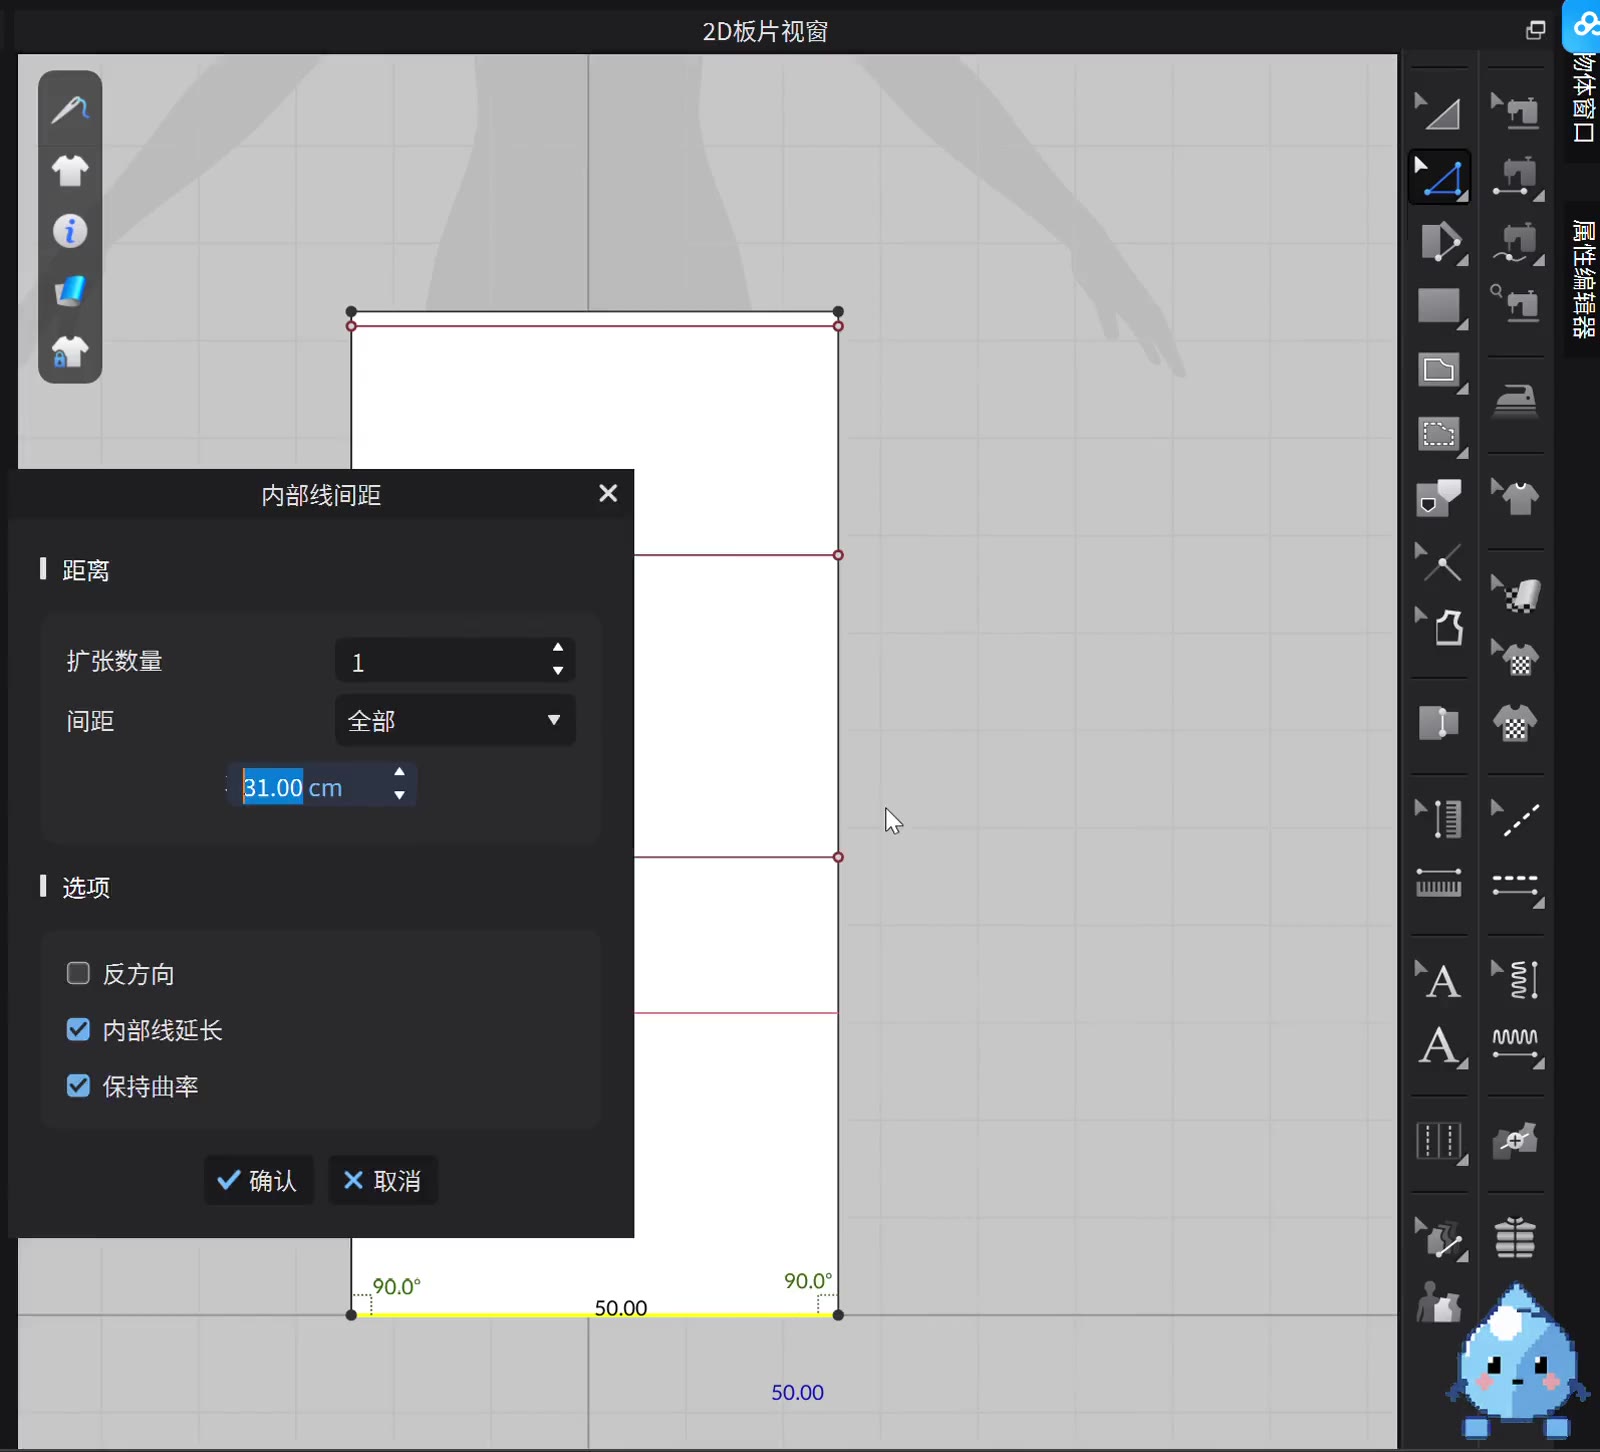 2D板片视窗
物体窗口
属性编辑器
内部线间距
距离
扩张数量
1
间距
全部
31.00 cm
选项
反方向
内部线延长
保持曲率
确认
取消
90.0°
90.0°
50.00
50.00
A
A